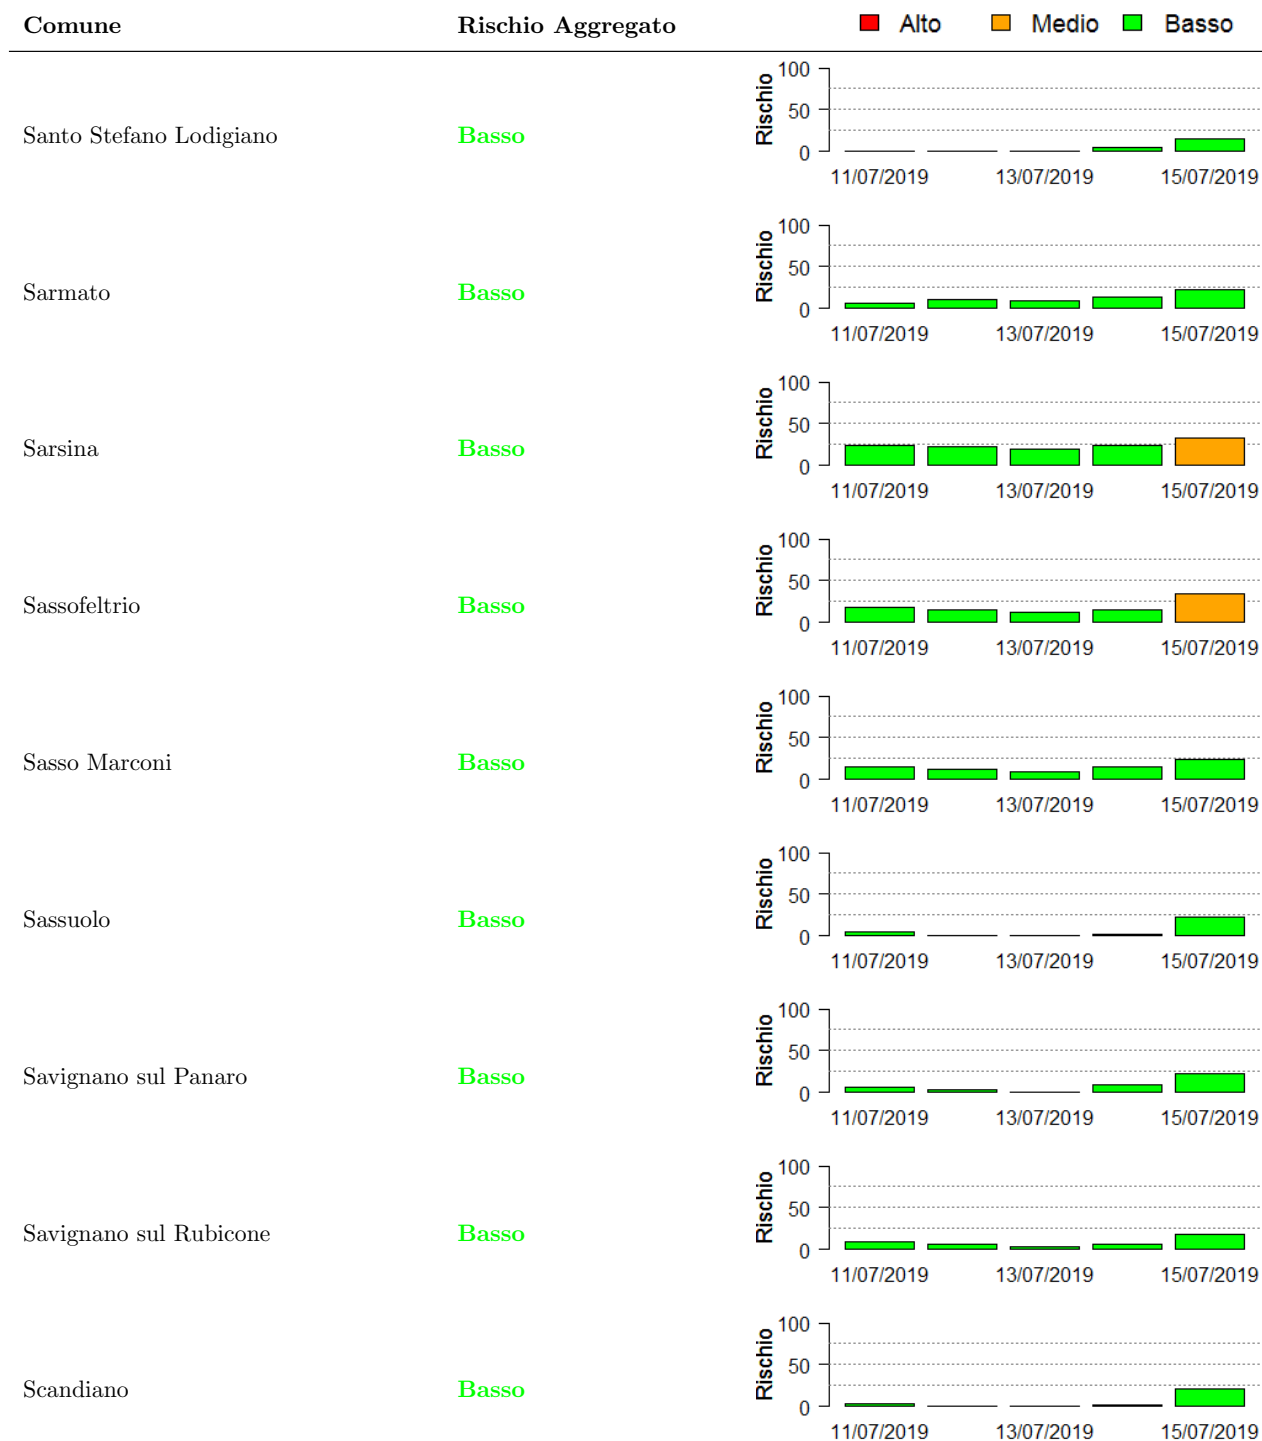 Comune Rischio Aggregato Alto Medio Basso
100
50
0
Rischio
Santo Stefano Lodigiano Basso
11/07/2019 13/07/2019 15/07/2019
100
50
0
Rischio
Sarmato Basso
11/07/2019 13/07/2019 15/07/2019
100
50
0
Rischio
Sarsina Basso
11/07/2019 13/07/2019 15/07/2019
100
50
0
Rischio
Sassofeltrio Basso
11/07/2019 13/07/2019 15/07/2019
100
50
0
Rischio
Sasso Marconi Basso
11/07/2019 13/07/2019 15/07/2019
100
50
0
Rischio
Sassuolo Basso
11/07/2019 13/07/2019 15/07/2019
100
50
0
Rischio
Savignano sul Panaro Basso
11/07/2019 13/07/2019 15/07/2019
100
50
0
Rischio
Savignano sul Rubicone Basso
11/07/2019 13/07/2019 15/07/2019
100
50
0
Rischio
Scandiano Basso
11/07/2019 13/07/2019 15/07/2019